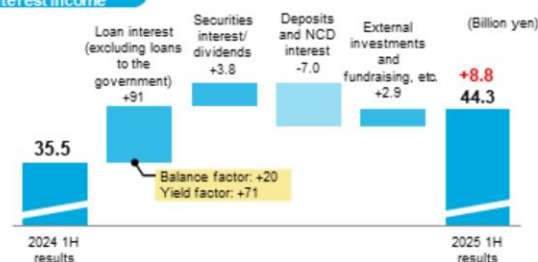 Interest income
(Billion yen)
Loan interest
(excluding loans
to the
government)
+91
Securities
interest/
dividends
+3.8
Deposits
and NCD
interest
-7.0
External
investments
and
fundraising, etc.
+2.9
+8.8
44.3
35.5
Balance factor: +20
Yield factor: +71
2024 1H
results
2025 1H
results